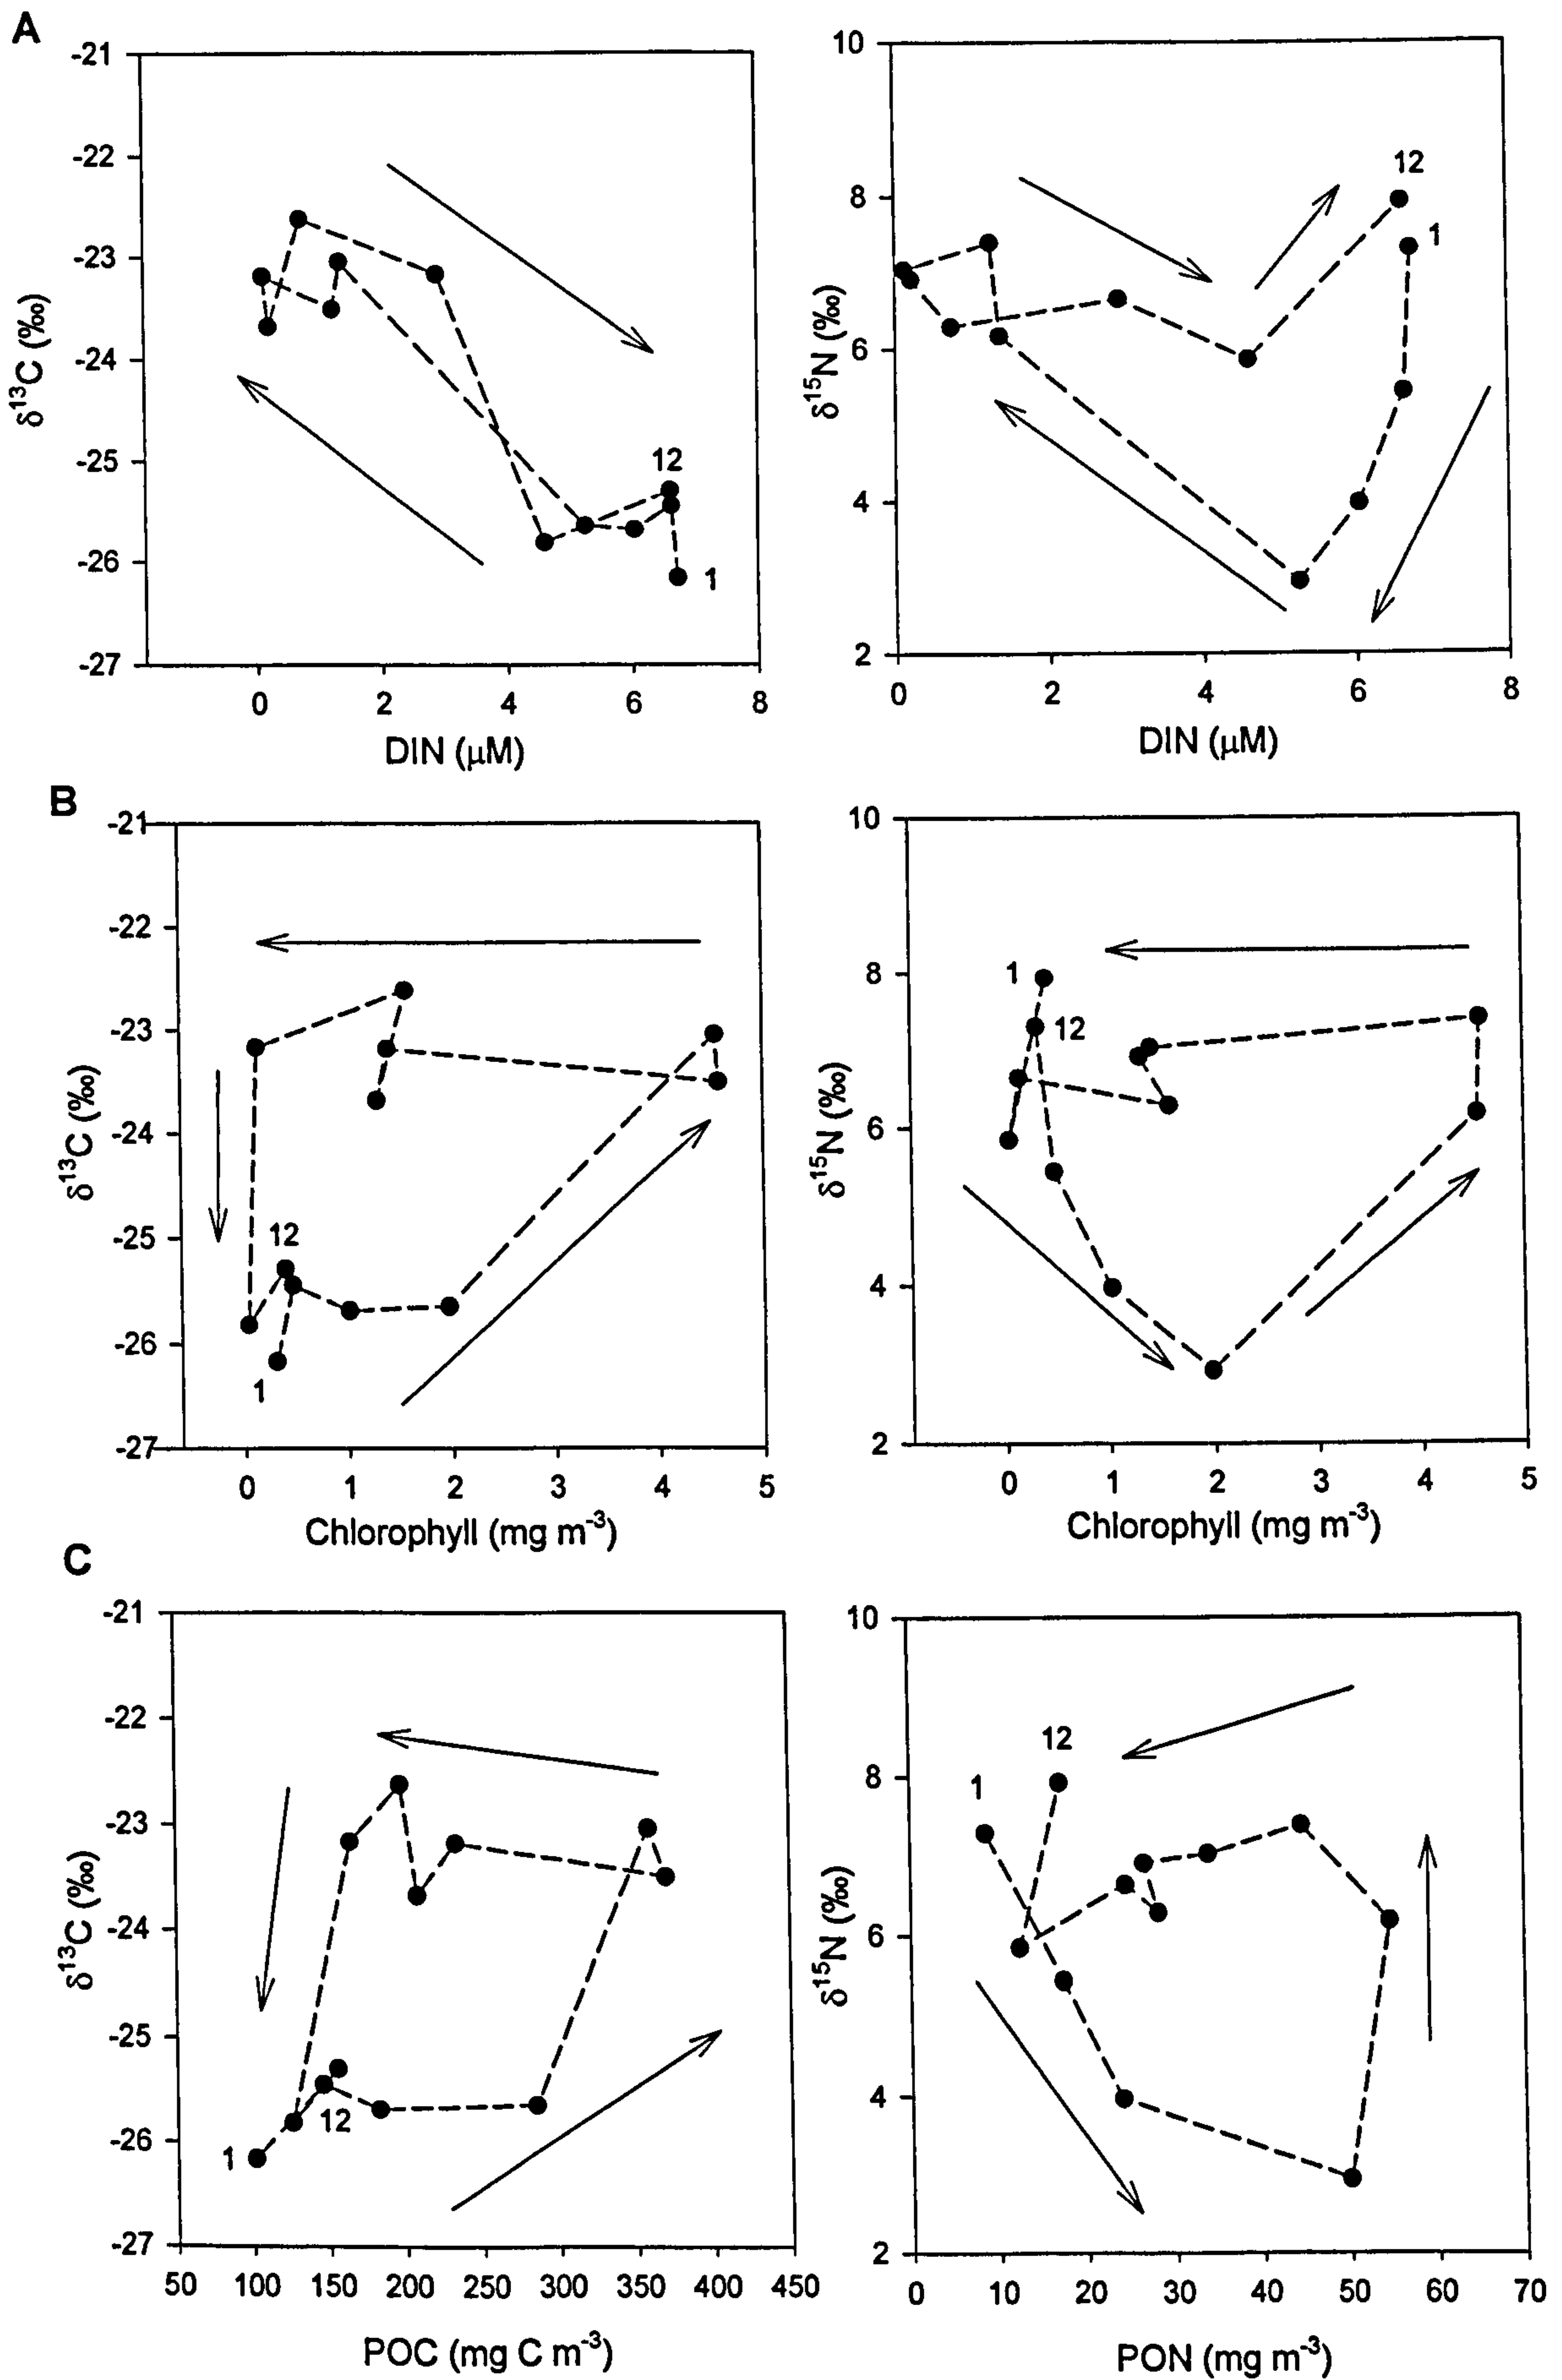 A
-21
-22
-23
-24
-25
-26
-27
δ¹³C (‰)
12
1
0 2 4 6 8
DIN (µM)
10
8
6
4
2
δ¹⁵N (‰)
12
1
0 2 4 6 8
DIN (µM)
B
-21
-22
-23
-24
-25
-26
-27
δ¹³C (‰)
12
1
0 1 2 3 4 5
Chlorophyll (mg m⁻³)
10
8
6
4
2
δ¹⁵N (‰)
1
12
0 1 2 3 4 5
Chlorophyll (mg m⁻³)
C
-21
-22
-23
-24
-25
-26
-27
δ¹³C (‰)
12
1
50 100 150 200 250 300 350 400 450
POC (mg C m⁻³)
10
8
6
4
2
δ¹⁵N (‰)
12
1
0 10 20 30 40 50 60 70
PON (mg m⁻³)